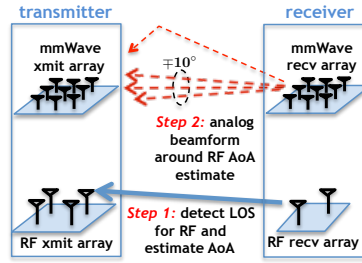 transmitter
receiver
mmWave
xmit array
∓10°
mmWave
recv array
Step 2: analog
beamform
around RF AoA
estimate
Step 1: detect LOS
for RF and
estimate AoA
RF xmit array
RF recv array